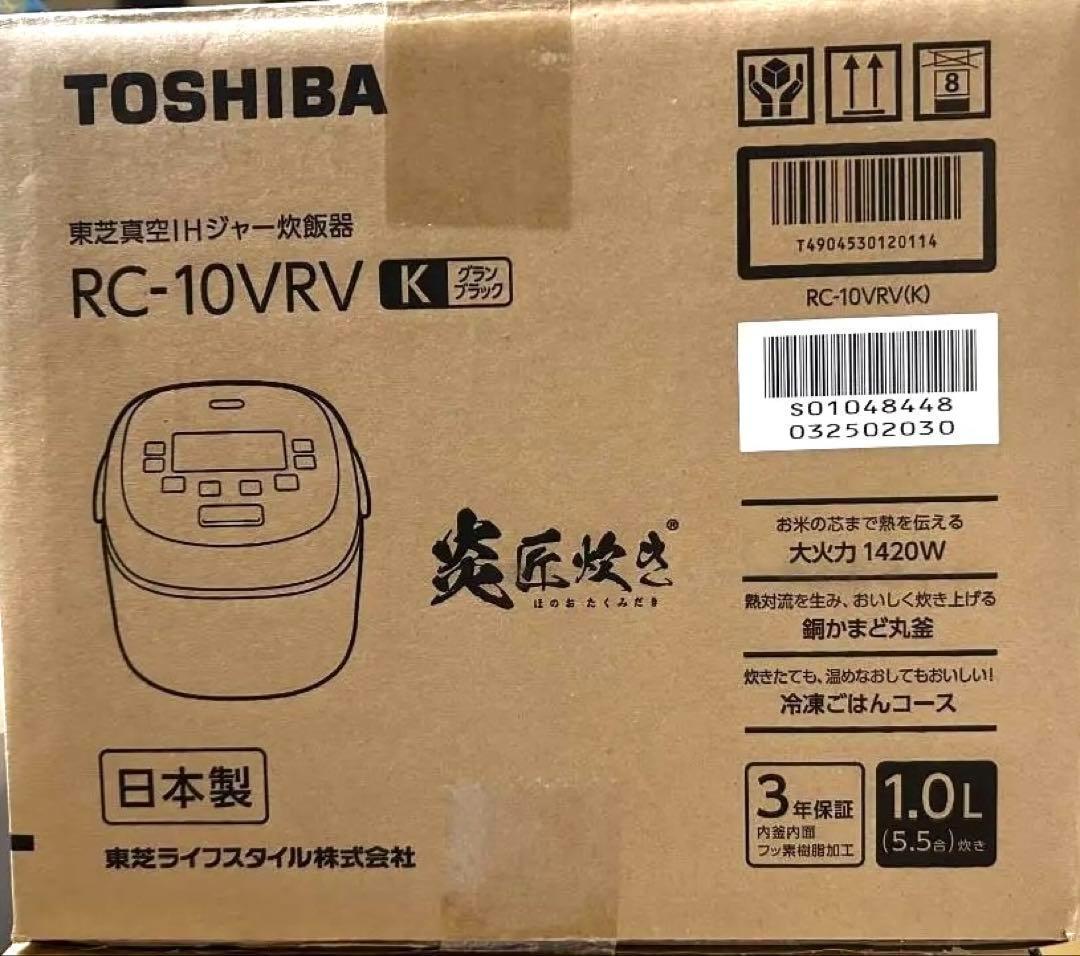 TOSHIBA
東芝真空IHジャー炊飯器
RC-10VRV K グラン
ブラック
8
T4904530120114
RC-10VRV(K)
S01048448
032502030
炎匠炊き®
ほのおたくみだき
お米の芯まで熱を伝える
大火力1420W
熱対流を生み、おいしく炊き上げる
銅かまど丸釜
炊きたても、温めなおしてもおいしい!
冷凍ごはんコース
日本製
東芝ライフスタイル株式会社
3年保証
内釜内面
フッ素樹脂加工
1.0L
(5.5合)炊き